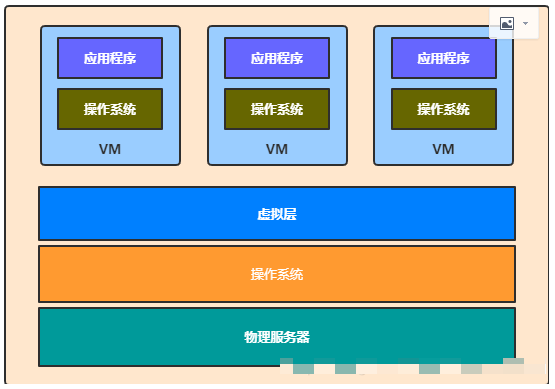 应用程序 应用程序 应用程序
操作系统 操作系统 操作系统
VM VM VM
虚拟层
操作系统
物理服务器